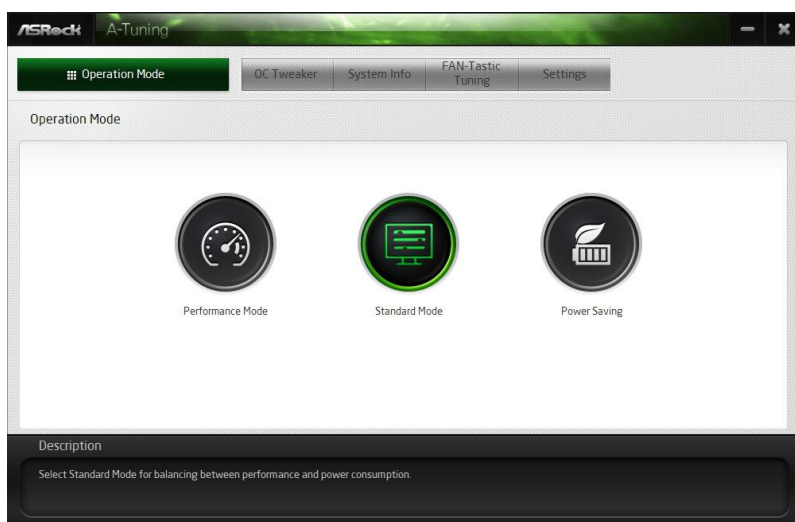 ASRock A-Tuning
Operation Mode OC Tweaker System Info FAN-Tastic Tuning Settings
Operation Mode
Performance Mode Standard Mode Power Saving
Description
Select Standard Mode for balancing between performance and power consumption.